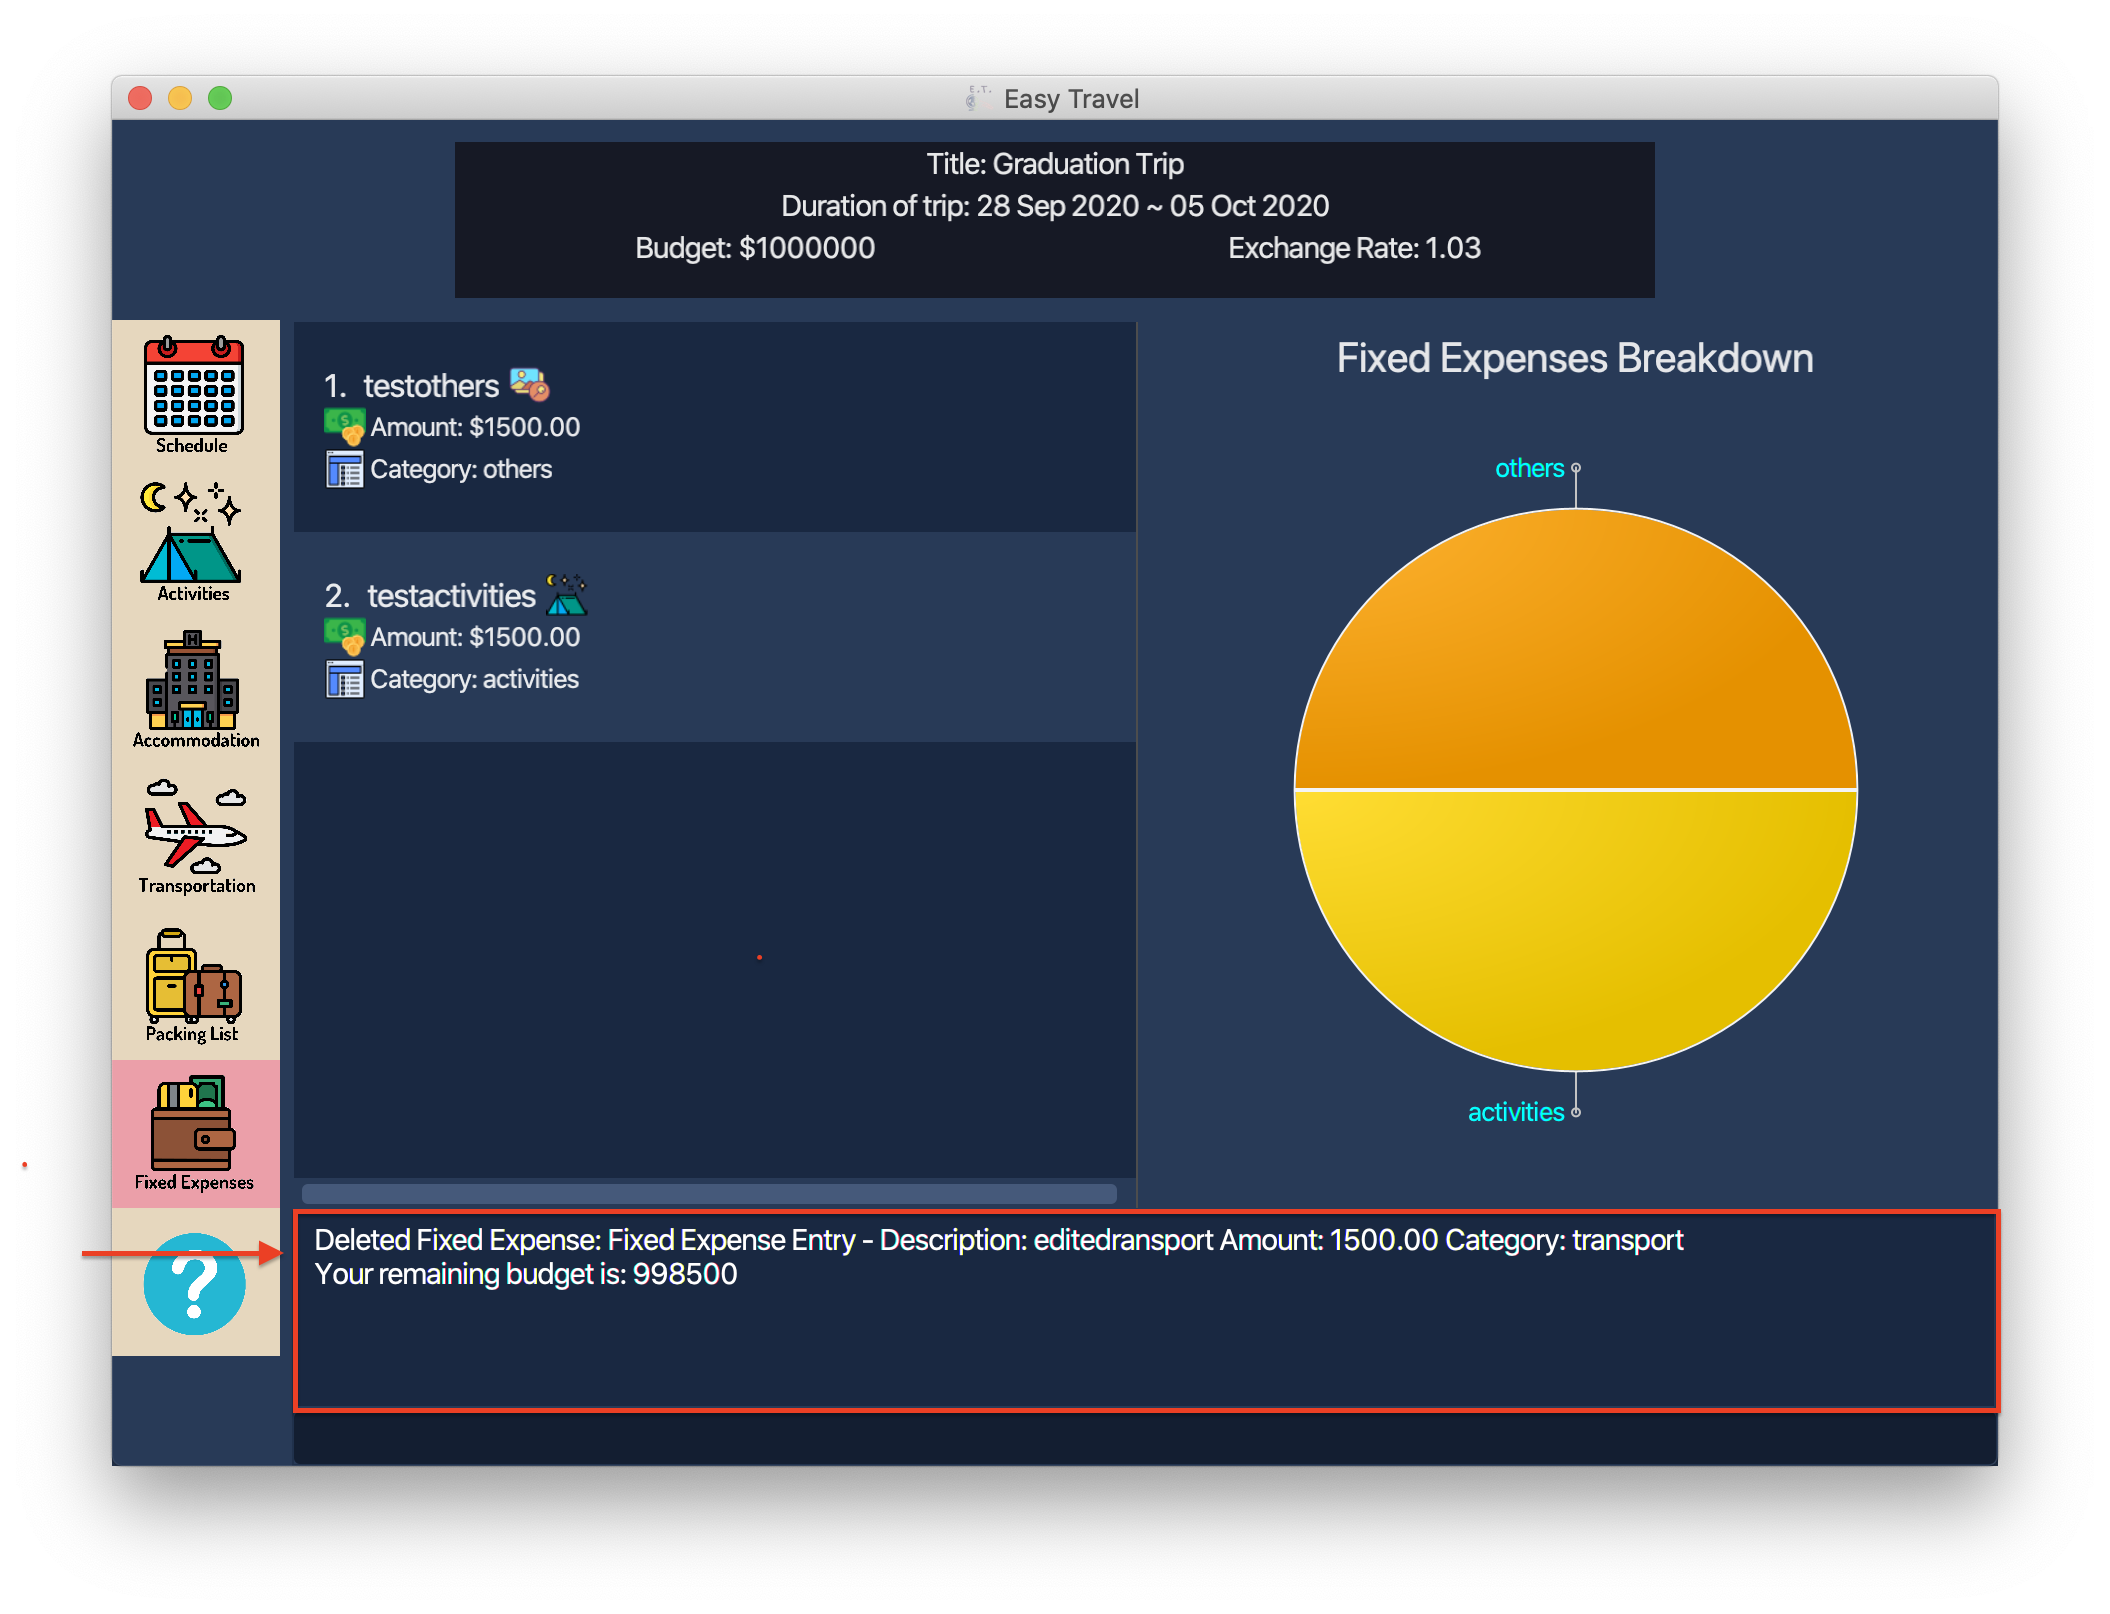 E.T.
Easy Travel
Title: Graduation Trip
Duration of trip: 28 Sep 2020 ~ 05 Oct 2020
Budget: $1000000
Exchange Rate: 1.03
Schedule
Activities
H
Accommodation
Transportation
Packing List
Fixed Expenses
?
1. testothers
Amount: $1500.00
Category: others
2. testactivities
Amount: $1500.00
Category: activities
Fixed Expenses Breakdown
others
activities
Deleted Fixed Expense: Fixed Expense Entry - Description: editedransport Amount: 1500.00 Category: transport
Your remaining budget is: 998500